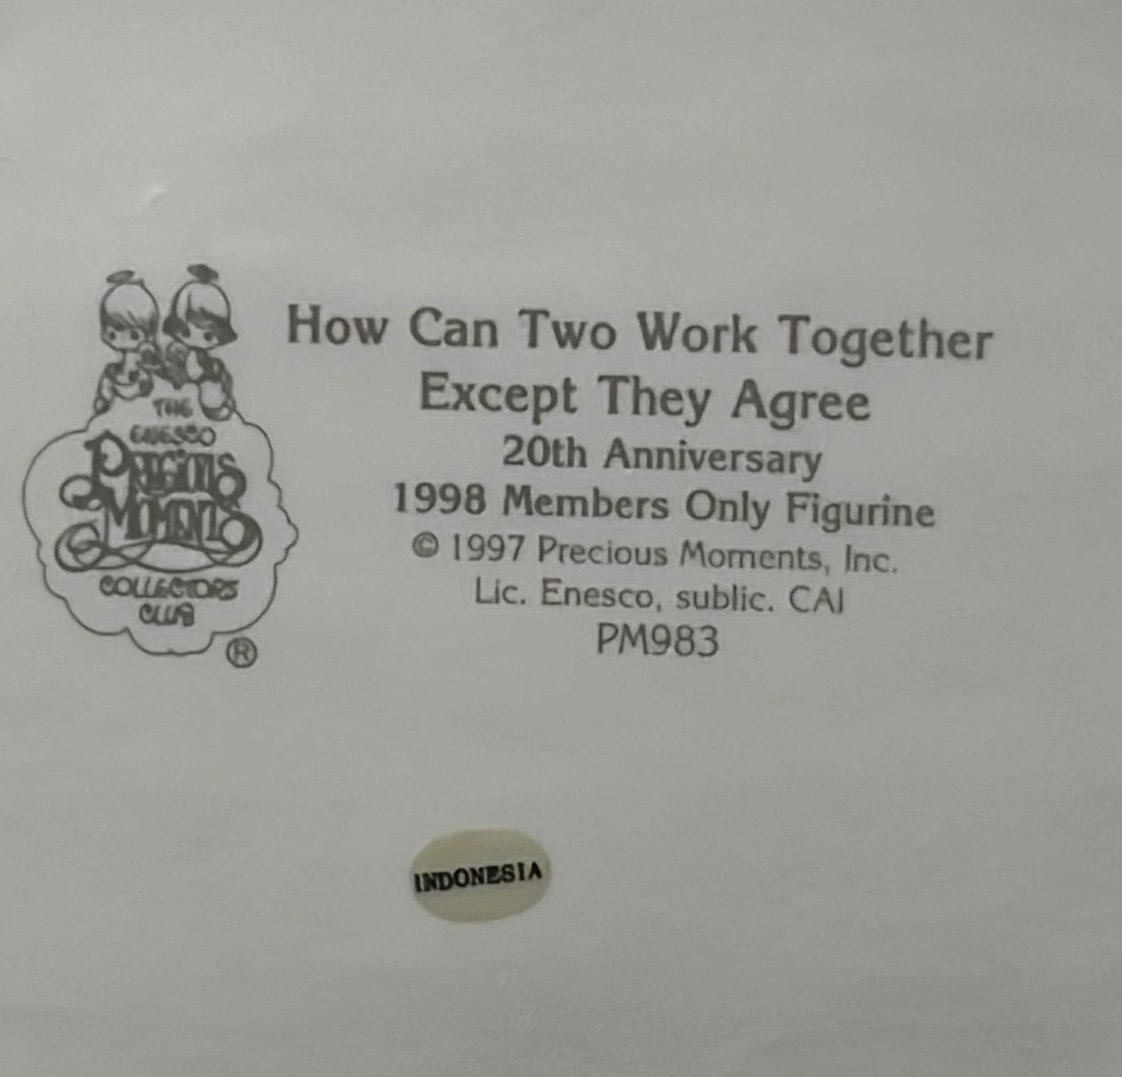 THE
ENESCO
PRECIOUS
MOMENTS
COLLECTORS
CLUB
®
How Can Two Work Together
Except They Agree
20th Anniversary
1998 Members Only Figurine
© 1997 Precious Moments, Inc.
Lic. Enesco, sublic. CAI
PM983
INDONESIA